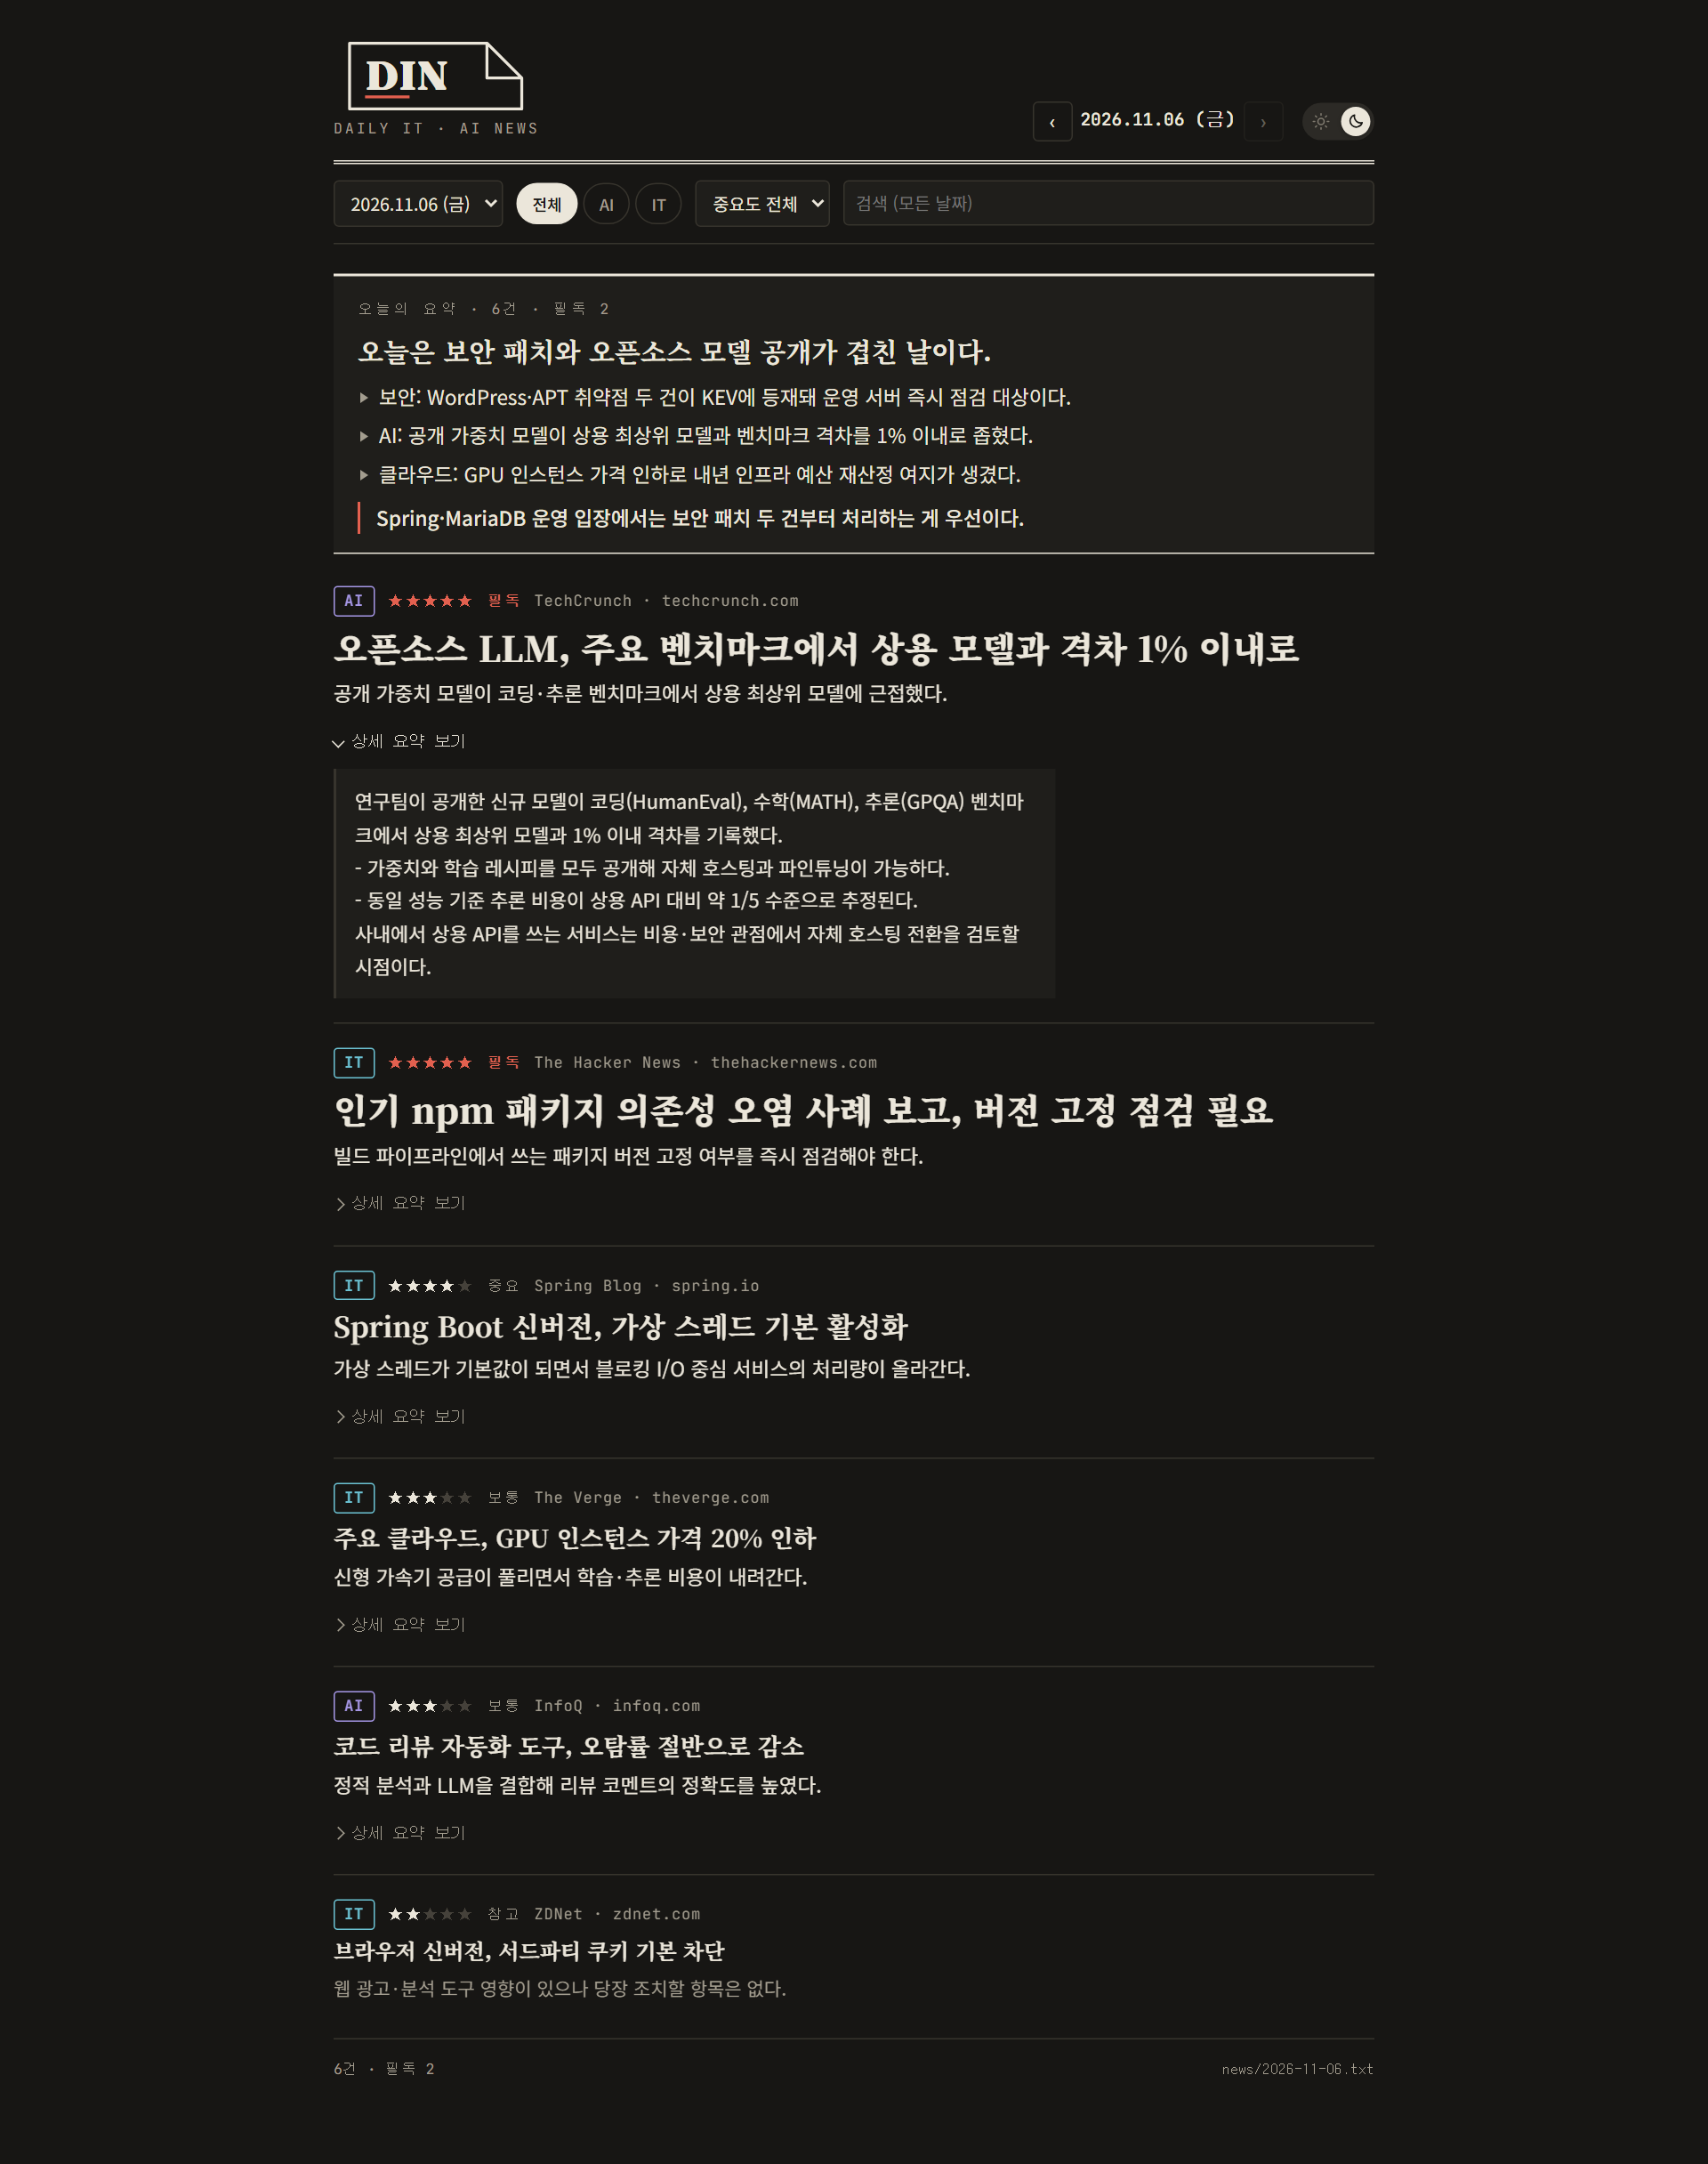 DIN
DAILY IT · AI NEWS
‹ 2026.11.06 (금) ›
2026.11.06 (금) 전체 AI IT 중요도 전체 검색 (모든 날짜)
오늘의 요약 · 6건 · 필독 2
오늘은 보안 패치와 오픈소스 모델 공개가 겹친 날이다.
▸ 보안: WordPress·APT 취약점 두 건이 KEV에 등재돼 운영 서버 즉시 점검 대상이다.
▸ AI: 공개 가중치 모델이 상용 최상위 모델과 벤치마크 격차를 1% 이내로 좁혔다.
▸ 클라우드: GPU 인스턴스 가격 인하로 내년 인프라 예산 재산정 여지가 생겼다.
Spring·MariaDB 운영 입장에서는 보안 패치 두 건부터 처리하는 게 우선이다.
AI ★★★★★ 필독 TechCrunch · techcrunch.com
오픈소스 LLM, 주요 벤치마크에서 상용 모델과 격차 1% 이내로
공개 가중치 모델이 코딩·추론 벤치마크에서 상용 최상위 모델에 근접했다.
상세 요약 보기
연구팀이 공개한 신규 모델이 코딩(HumanEval), 수학(MATH), 추론(GPQA) 벤치마
크에서 상용 최상위 모델과 1% 이내 격차를 기록했다.
- 가중치와 학습 레시피를 모두 공개해 자체 호스팅과 파인튜닝이 가능하다.
- 동일 성능 기준 추론 비용이 상용 API 대비 약 1/5 수준으로 추정된다.
사내에서 상용 API를 쓰는 서비스는 비용·보안 관점에서 자체 호스팅 전환을 검토할
시점이다.
IT ★★★★★ 필독 The Hacker News · thehackernews.com
인기 npm 패키지 의존성 오염 사례 보고, 버전 고정 점검 필요
빌드 파이프라인에서 쓰는 패키지 버전 고정 여부를 즉시 점검해야 한다.
상세 요약 보기
IT ★★★★★ 중요 Spring Blog · spring.io
Spring Boot 신버전, 가상 스레드 기본 활성화
가상 스레드가 기본값이 되면서 블로킹 I/O 중심 서비스의 처리량이 올라간다.
상세 요약 보기
IT ★★★★★ 보통 The Verge · theverge.com
주요 클라우드, GPU 인스턴스 가격 20% 인하
신형 가속기 공급이 풀리면서 학습·추론 비용이 내려간다.
상세 요약 보기
AI ★★★★★ 보통 InfoQ · infoq.com
코드 리뷰 자동화 도구, 오탐률 절반으로 감소
정적 분석과 LLM을 결합해 리뷰 코멘트의 정확도를 높였다.
상세 요약 보기
IT ★★★★★ 참고 ZDNet · zdnet.com
브라우저 신버전, 서드파티 쿠키 기본 차단
웹 광고·분석 도구 영향이 있으나 당장 조치할 항목은 없다.
6건 · 필독 2 news/2026-11-06.txt